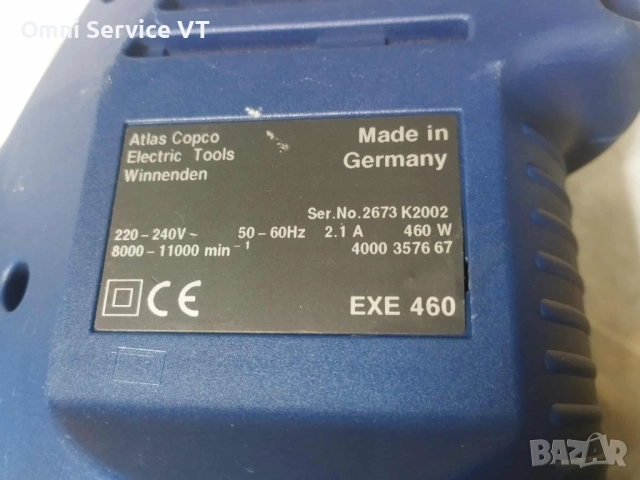 Omni Service VT
Atlas Copco
Electric Tools
Winnenden
Made in
Germany
Ser.No.2673 K2002
220-240V~ 50-60Hz 2.1 A 460 W
8000-11000 min⁻¹ 4000 3576 67
CE
EXE 460
BAZAR